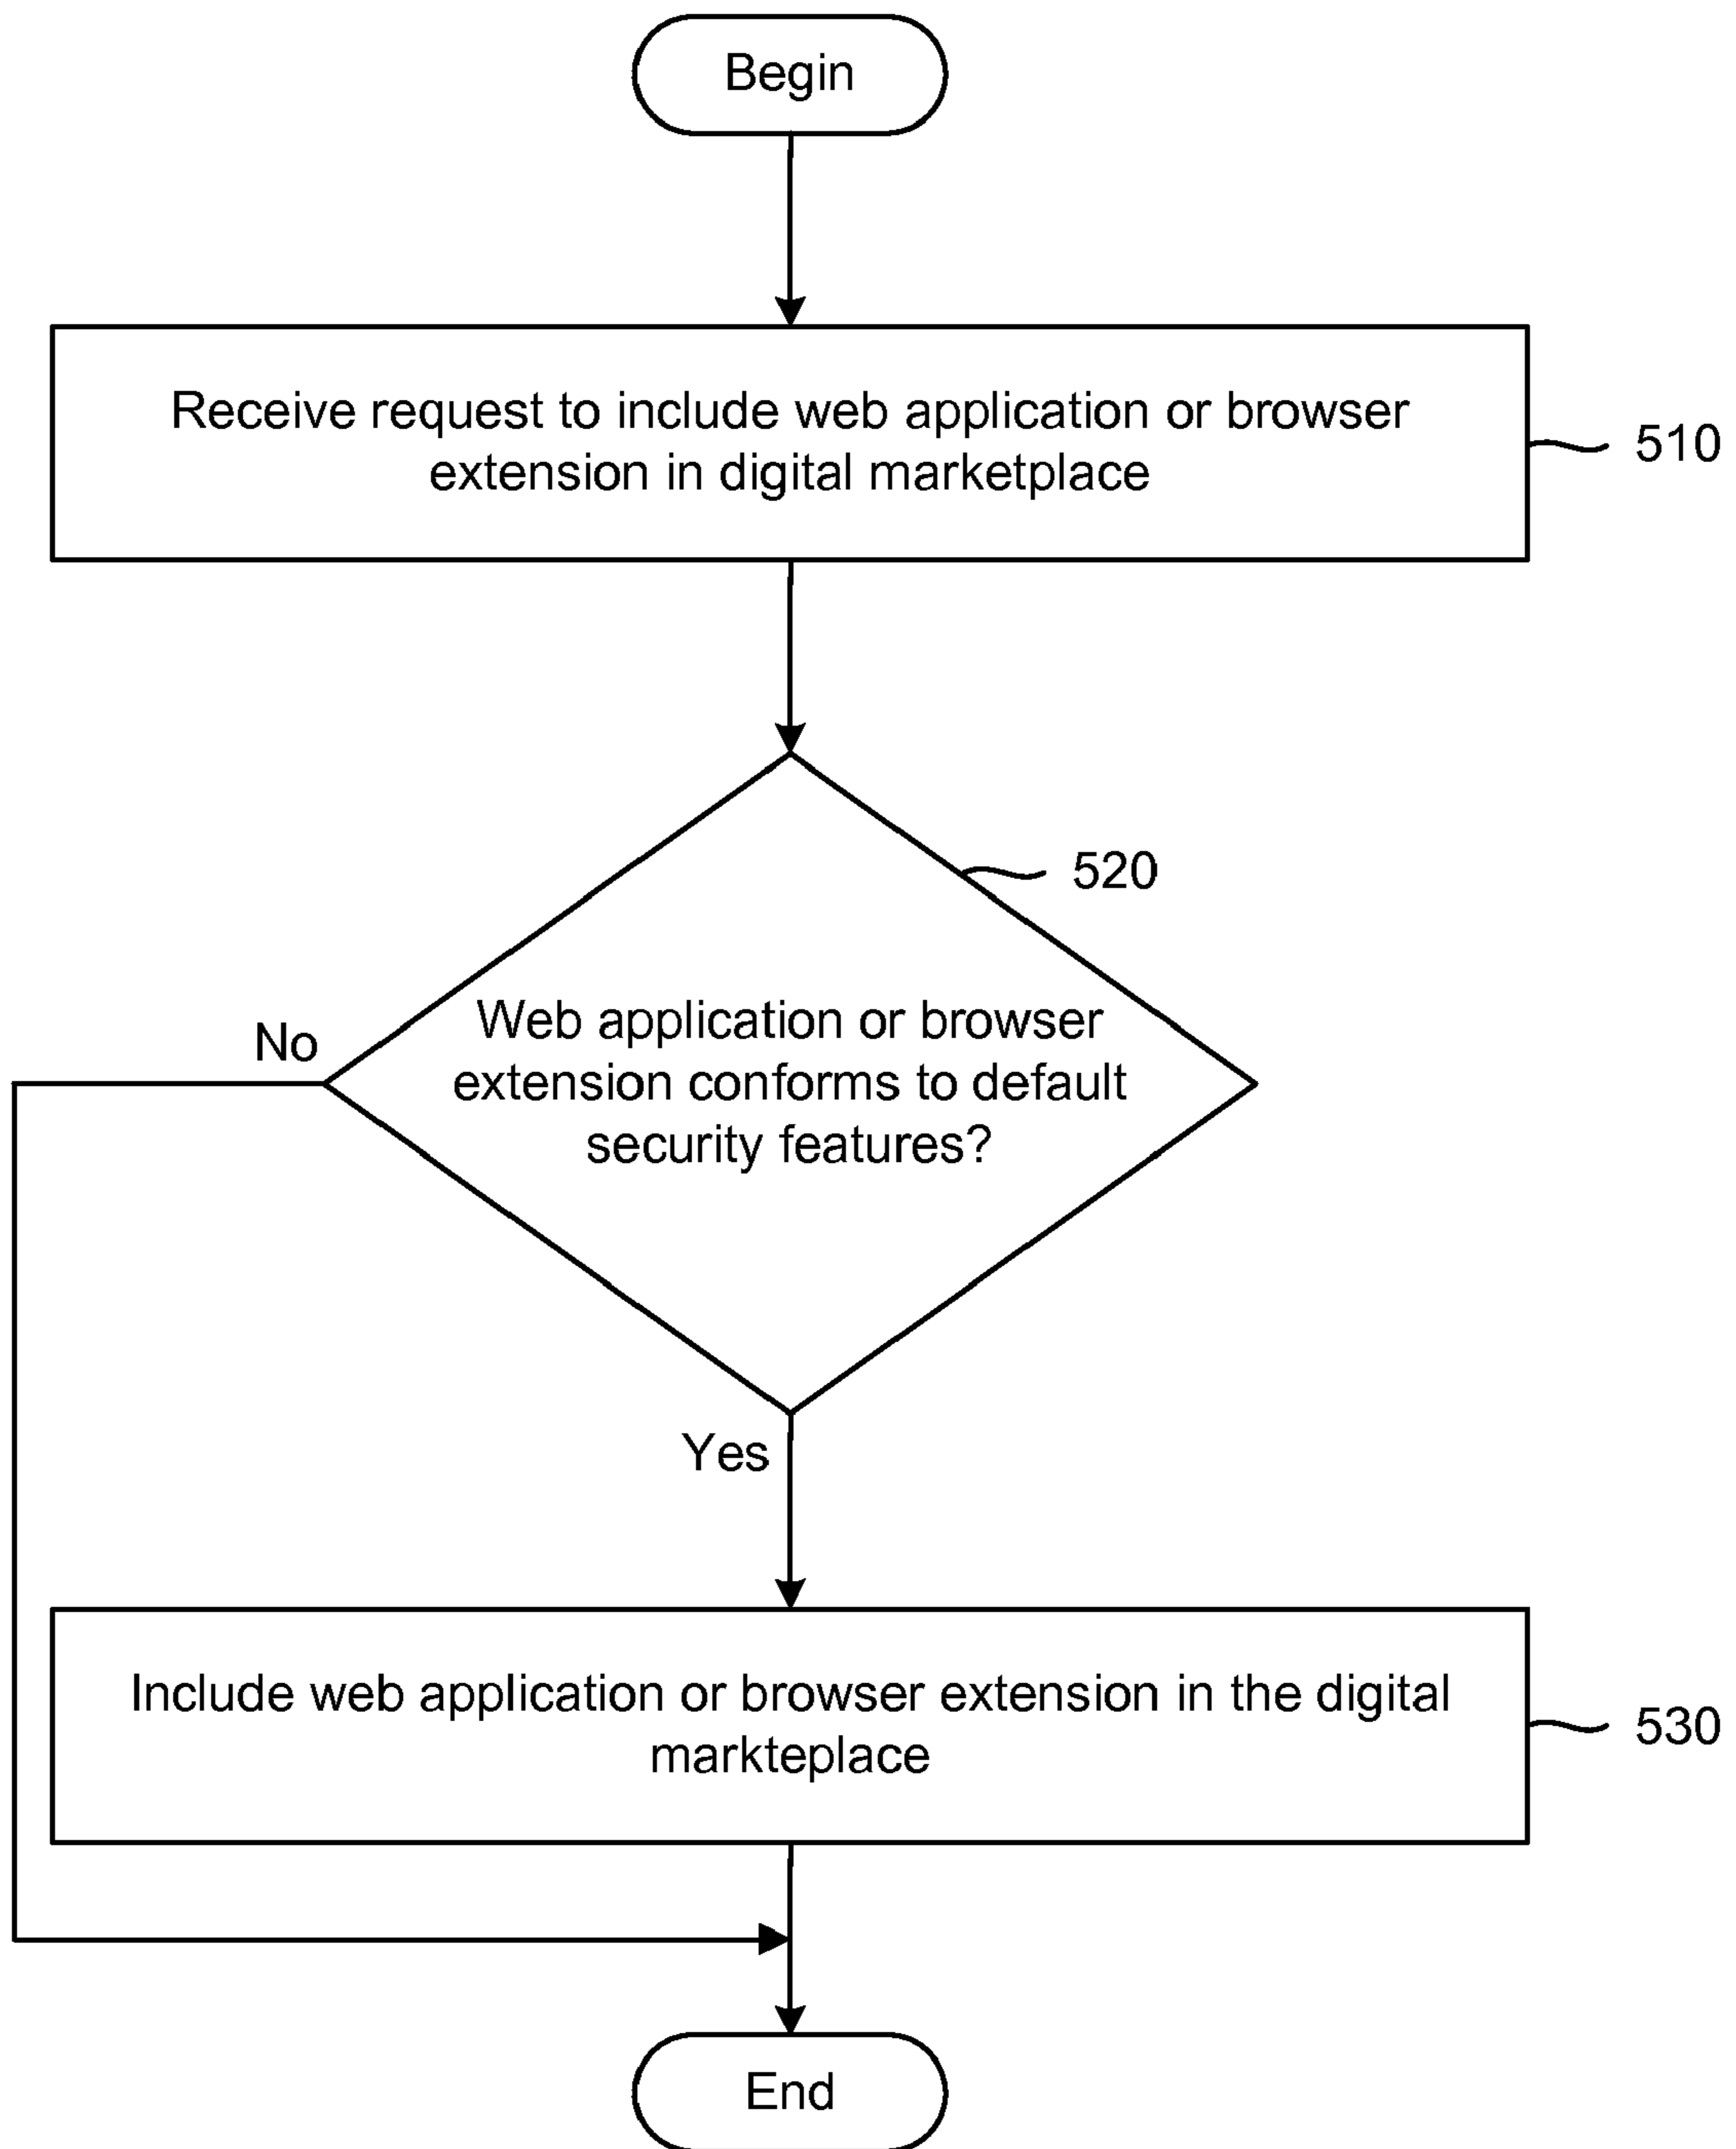 Begin
Receive request to include web application or browser
extension in digital marketplace
510
520
No
Web application or browser
extension conforms to default
security features?
Yes
Include web application or browser extension in the digital
markteplace
530
End